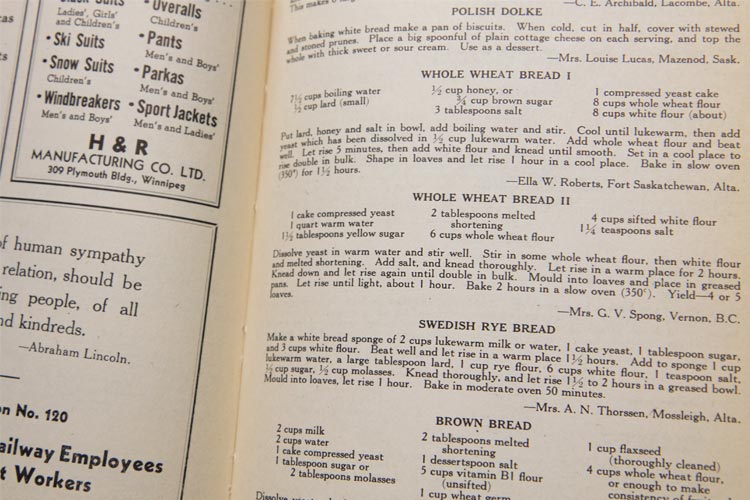 Black Suits
Ladies', Girls'
and Children's
• Ski Suits
• Snow Suits
Children's
• Windbreakers
Men's and Boys'
• Overalls
Children's
• Pants
Men's and Boys'
• Parkas
Men's and Boys'
• Sport Jackets
Men's and Ladies'
H & R
MANUFACTURING CO. LTD.
309 Plymouth Bldg., Winnipeg
of human sympathy
relation, should be
ing people, of all
nd kindreds.
—Abraham Lincoln.
on No. 120
ailway Employees
t Workers
This makes
—C. E. Archibald, Lacombe, Alta.
POLISH DOLKE
When baking white bread make a pan of biscuits. When cold, cut in half, cover with stewed
and stoned prunes. Place a big spoonful of plain cottage cheese on each serving, and top the
whole with thick sweet or sour cream. Use as a dessert.
—Mrs. Louise Lucas, Mazenod, Sask.
WHOLE WHEAT BREAD I
7½ cups boiling water
½ cup lard (small)
½ cup honey, or
¾ cup brown sugar
3 tablespoons salt
1 compressed yeast cake
8 cups whole wheat flour
8 cups white flour (about)
Put lard, honey and salt in bowl, add boiling water and stir. Cool until lukewarm, then add
yeast which has been dissolved in ½ cup lukewarm water. Add whole wheat flour and beat
well. Let rise 5 minutes, then add white flour and knead until smooth. Set in a cool place to
rise double in bulk. Shape in loaves and let rise 1 hour in a cool place. Bake in slow oven
(350°) for 1½ hours.
—Ella W. Roberts, Fort Saskatchewan, Alta.
WHOLE WHEAT BREAD II
1 cake compressed yeast
1 quart warm water
1½ tablespoons yellow sugar
2 tablespoons melted
shortening
6 cups whole wheat flour
4 cups sifted white flour
1¼ teaspoons salt
Dissolve yeast in warm water and stir well. Stir in some whole wheat flour, then white flour
and melted shortening. Add salt, and knead thoroughly. Let rise in a warm place for 2 hours.
Knead down and let rise again until double in bulk. Mould into loaves and place in greased
pans. Let rise until light, about 1 hour. Bake 2 hours in a slow oven (350°). Yield—4 or 5
loaves.
—Mrs. G. V. Spong, Vernon, B.C.
SWEDISH RYE BREAD
Make a white bread sponge of 2 cups lukewarm milk or water, 1 cake yeast, 1 tablespoon sugar,
and 3 cups white flour. Beat well and let rise in a warm place 1½ hours. Add to sponge 1 cup
lukewarm water, a large tablespoon lard, 1 cup rye flour, 6 cups white flour, 1 teaspoon salt,
½ cup sugar, ½ cup molasses. Knead thoroughly, and let rise 1½ to 2 hours in a greased bowl.
Mould into loaves, let rise 1 hour. Bake in moderate oven 50 minutes.
—Mrs. A. N. Thorssen, Mossleigh, Alta.
BROWN BREAD
2 cups milk
2 cups water
1 cake compressed yeast
1 tablespoon sugar or
2 tablespoons molasses
2 tablespoons melted
shortening
1 dessertspoon salt
5 cups vitamin B1 flour
(unsifted)
1 cup wheat germ
1 cup flaxseed
(thoroughly cleaned)
4 cups whole wheat flour,
or enough to make
consistency of
Dissolve